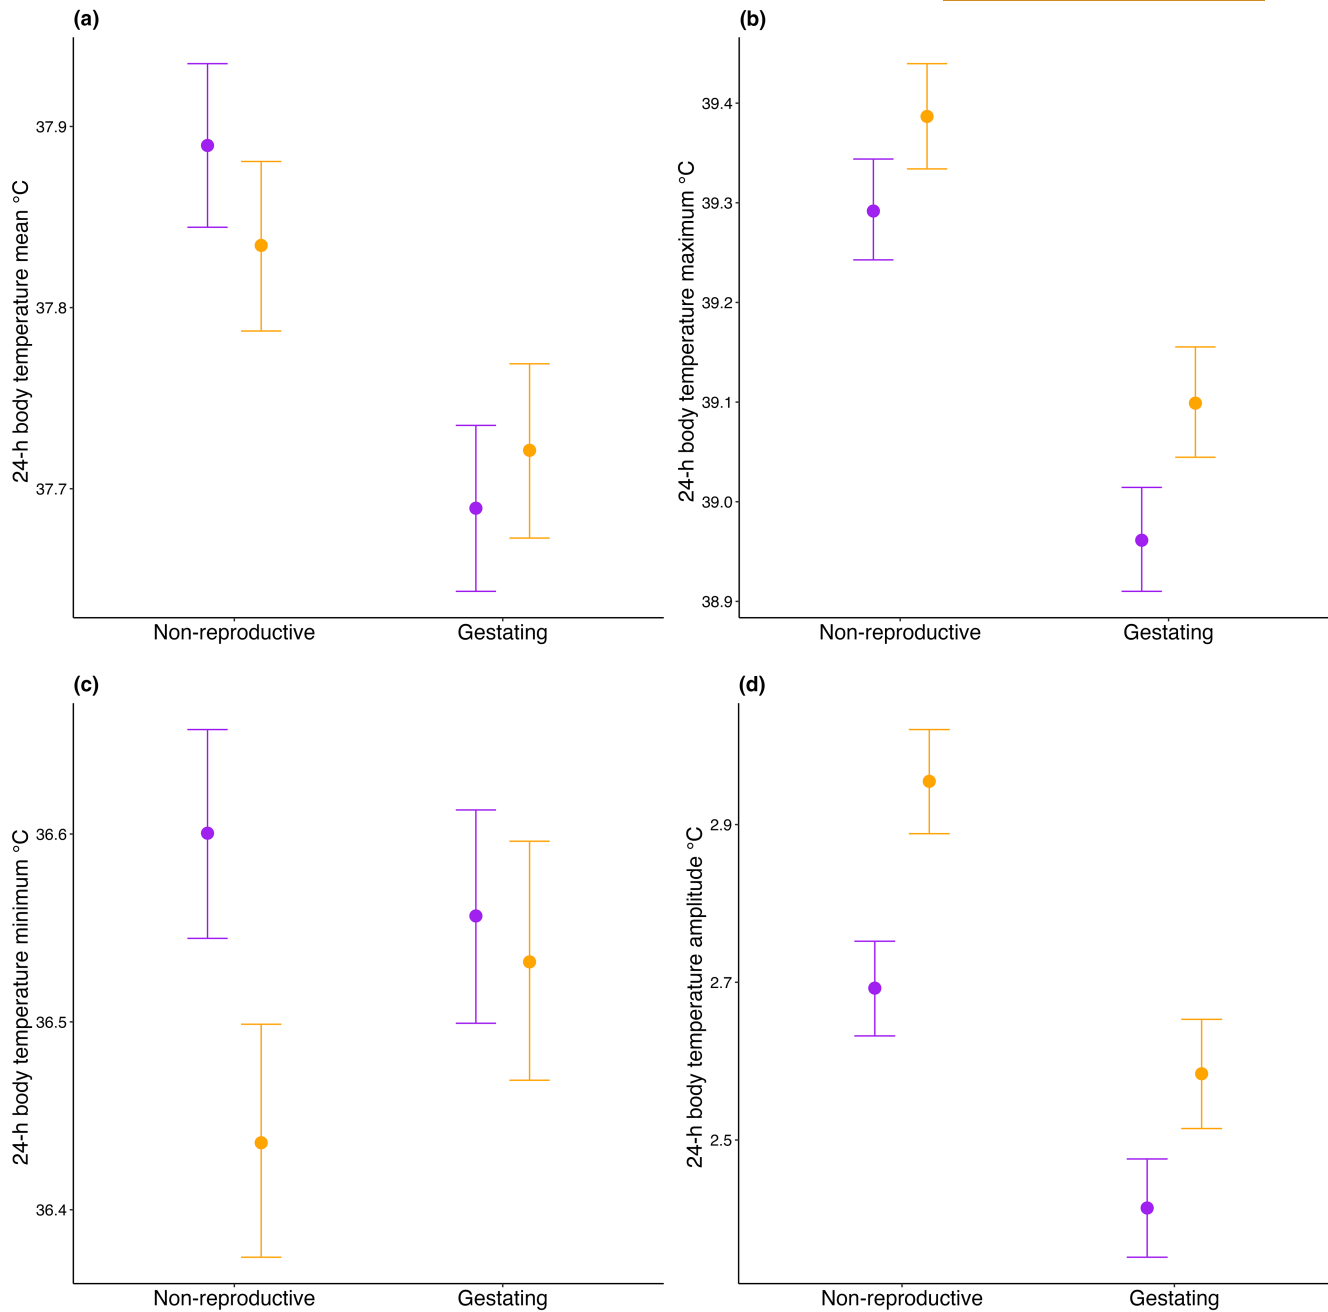 (a)
24-h body temperature mean °C
37.9
37.8
37.7
Non-reproductive
Gestating
(b)
24-h body temperature maximum °C
39.4
39.3
39.2
39.1
39.0
38.9
Non-reproductive
Gestating
(c)
24-h body temperature minimum °C
36.6
36.5
36.4
Non-reproductive
Gestating
(d)
24-h body temperature amplitude °C
2.9
2.7
2.5
Non-reproductive
Gestating